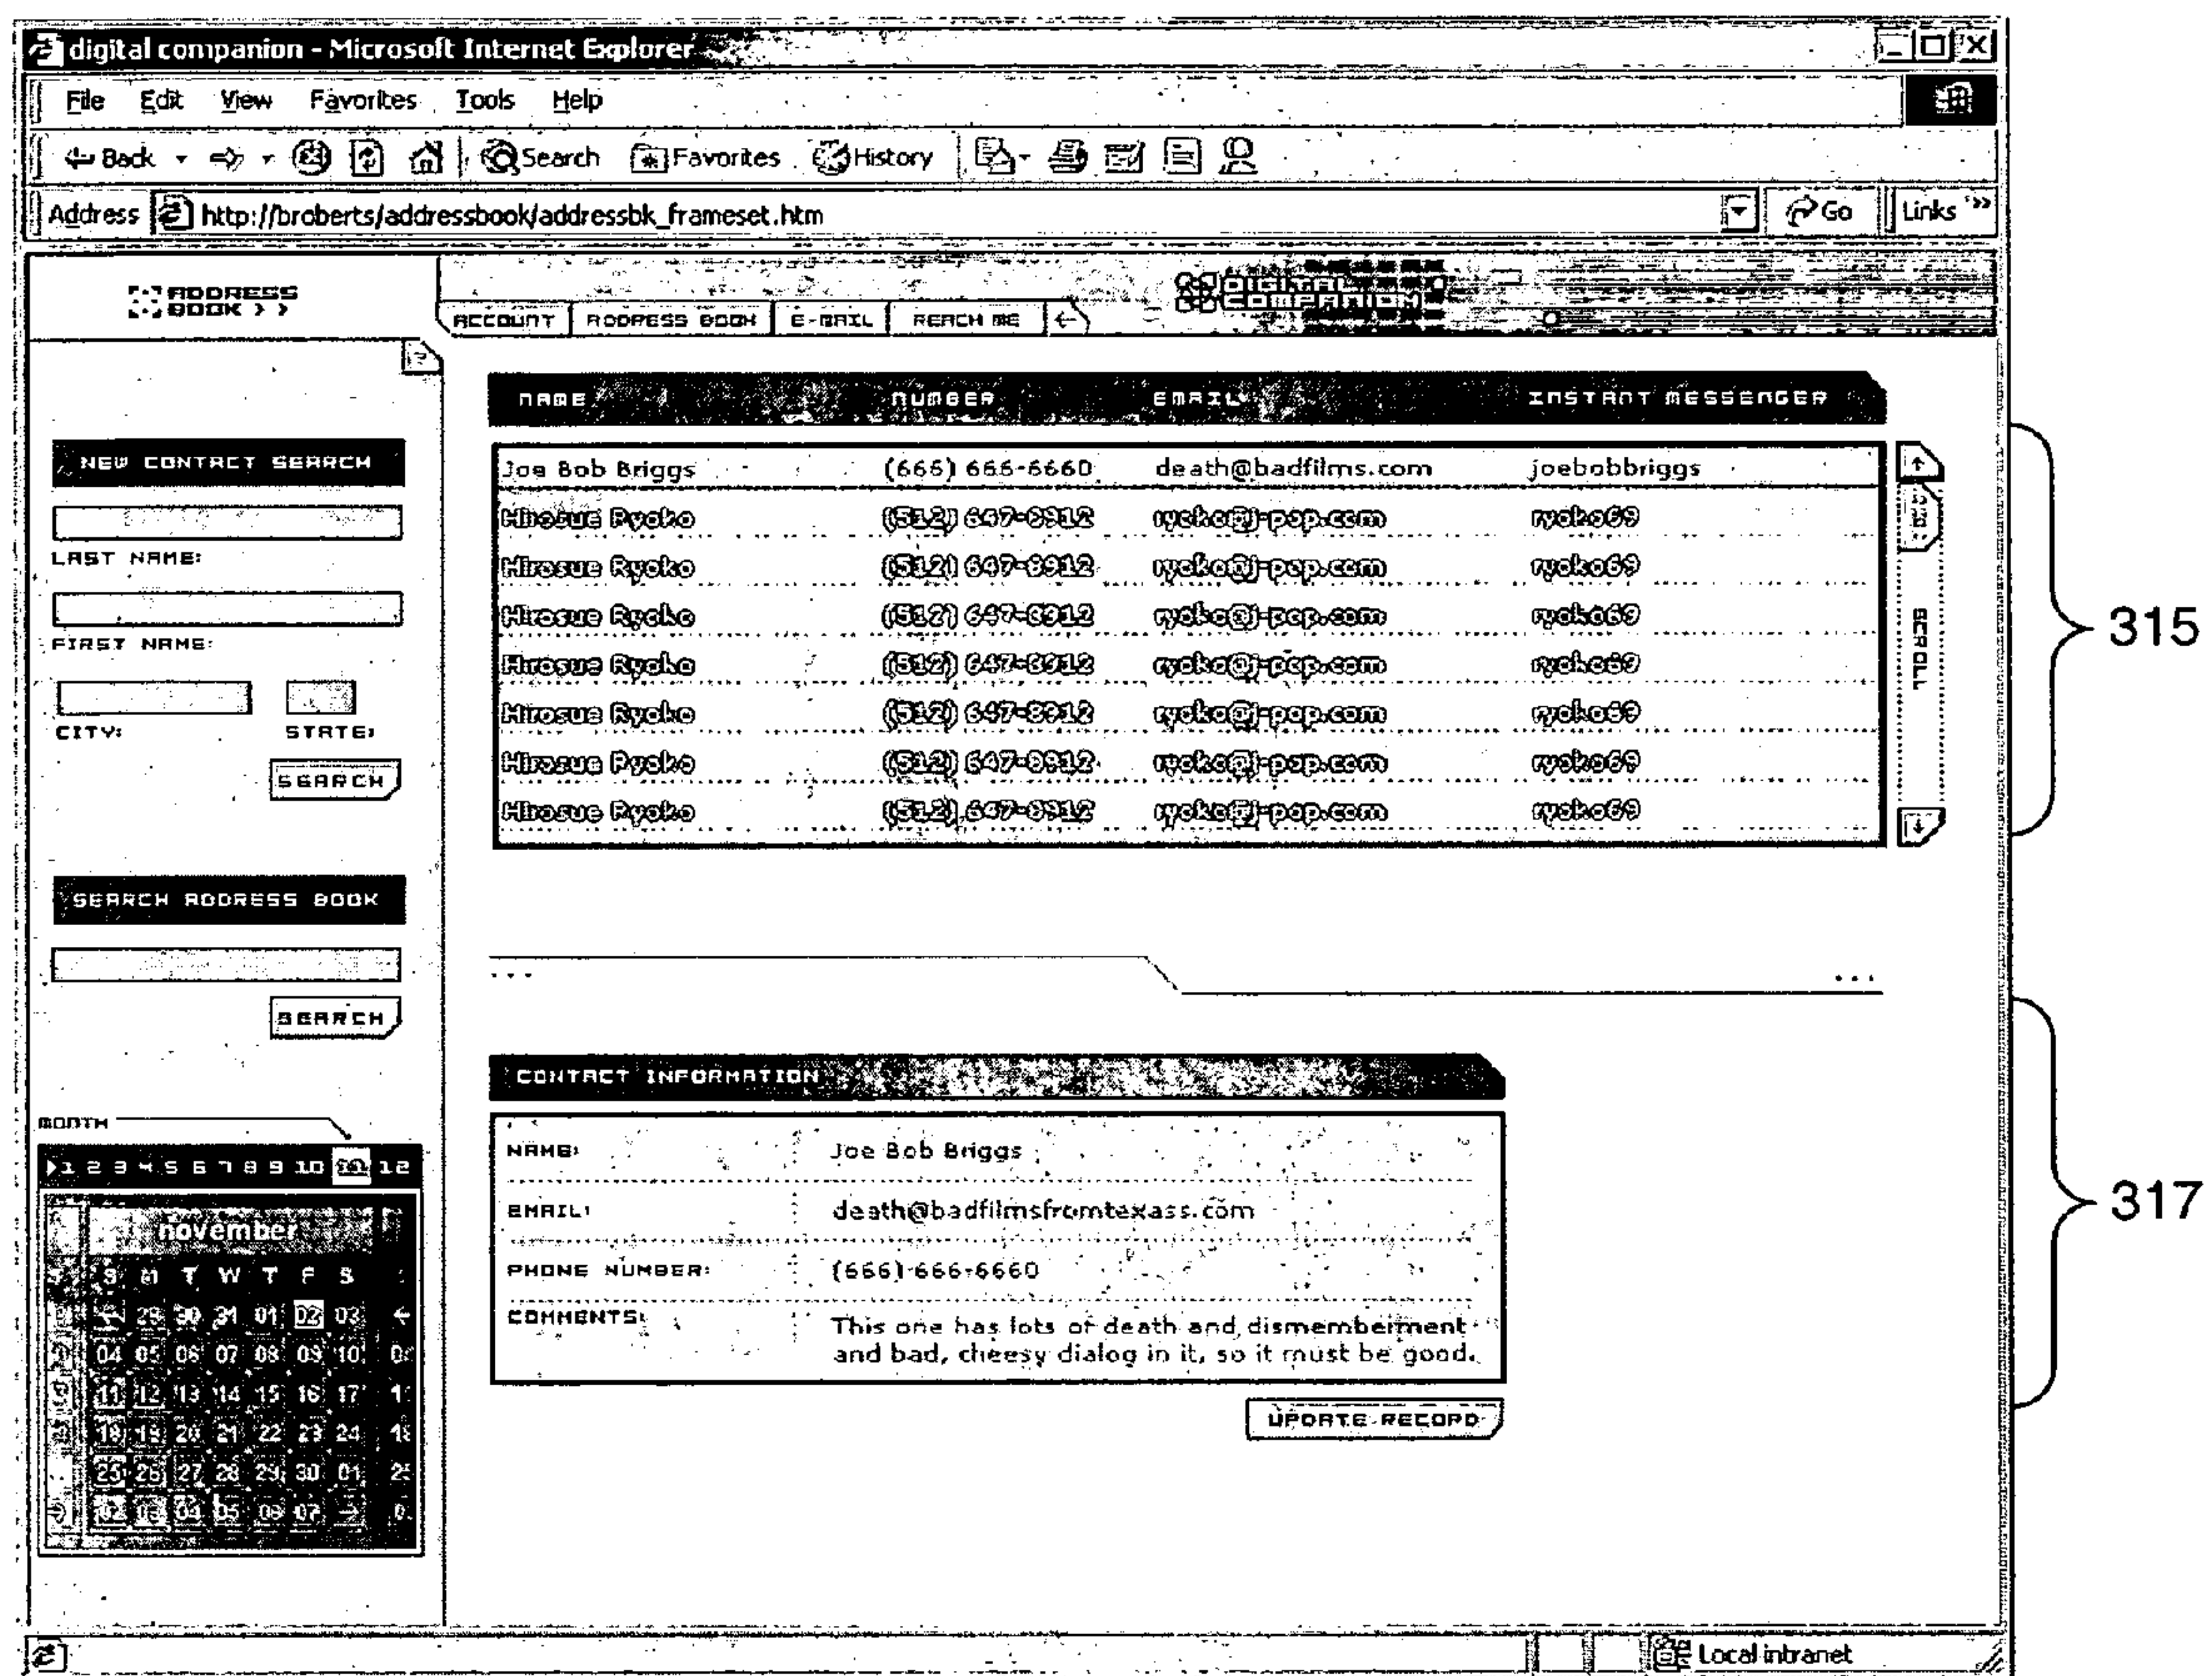 digital companion - Microsoft Internet Explorer
File Edit View Favorites Tools Help
Back Search Favorites History
Address http://broberts/addressbook/addressbk_frameset.htm Go Links
ADDRESS BOOK >>
ACCOUNT ADDRESS BOOK E-MAIL REACH ME
DIGITAL COMPANION
NEW CONTACT SEARCH
LAST NAME:
FIRST NAME:
CITY: STATE:
SEARCH
SEARCH ADDRESS BOOK
SEARCH
MONTH
1 2 3 4 5 6 7 8 9 10 11 12
november
S M T W T F S
29 30 31 01 02 03
04 05 06 07 08 09 10
11 12 13 14 15 16 17
18 19 20 21 22 23 24
25 26 27 28 29 30 01
02 03 04 05 06 07
NAME NUMBER EMAIL INSTANT MESSENGER
Joe Bob Briggs (666) 666-6660 death@badfilms.com joebobbriggs
Hirosue Ryoko (512) 647-8912 ryoko@j-pop.com ryoko69
Hirosue Ryoko (512) 647-8912 ryoko@j-pop.com ryoko69
Hirosue Ryoko (512) 647-8912 ryoko@j-pop.com ryoko69
Hirosue Ryoko (512) 647-8912 ryoko@j-pop.com ryoko69
Hirosue Ryoko (512) 647-8912 ryoko@j-pop.com ryoko69
Hirosue Ryoko (512) 647-8912 ryoko@j-pop.com ryoko69
Hirosue Ryoko (512) 647-8912 ryoko@j-pop.com ryoko69
SCROLL
315
... ...
CONTACT INFORMATION
NAME: Joe Bob Briggs
EMAIL: death@badfilmsfromtexass.com
PHONE NUMBER: (666) 666-6660
COMMENTS: This one has lots of death and dismemberment
and bad, cheesy dialog in it, so it must be good.
UPDATE RECORD
317
Local intranet